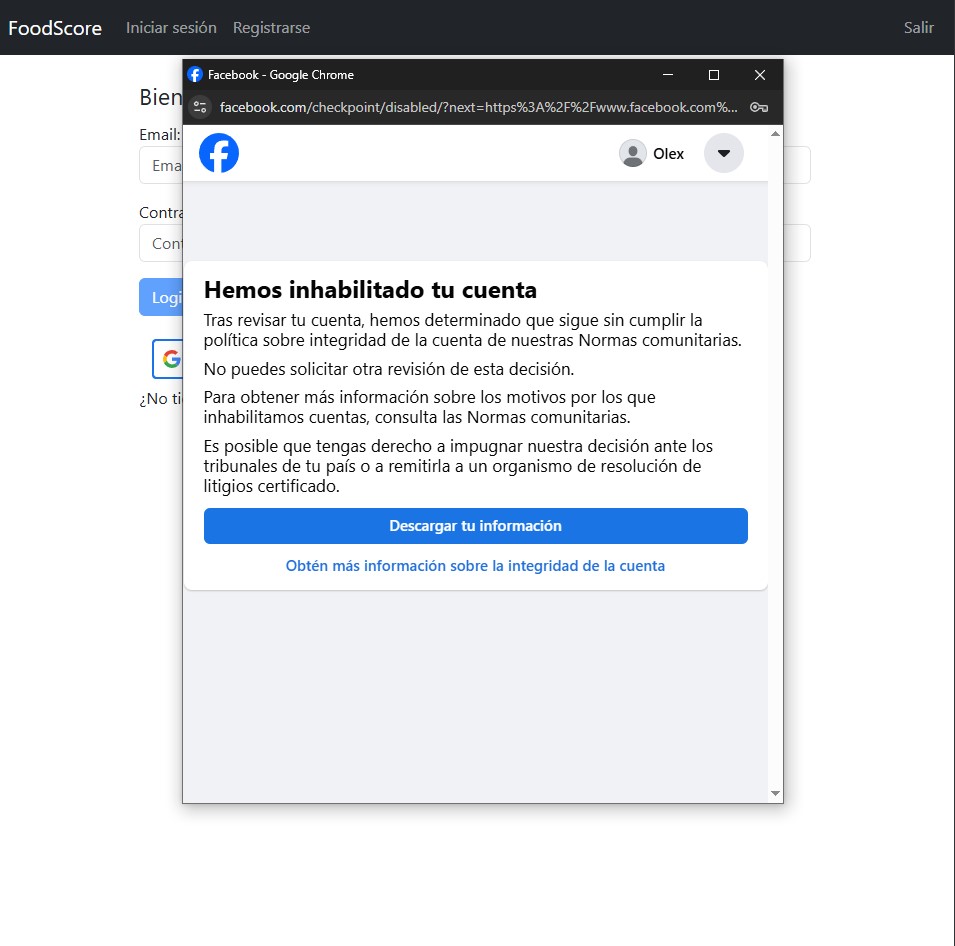 FoodScore Iniciar sesión Registrarse Salir
Facebook - Google Chrome
facebook.com/checkpoint/disabled/?next=https%3A%2F%2Fwww.facebook.com%...
Bien
Email:
Ema
Contra
Cont
Logi
G
¿No ti
Olex
Hemos inhabilitado tu cuenta
Tras revisar tu cuenta, hemos determinado que sigue sin cumplir la
política sobre integridad de la cuenta de nuestras Normas comunitarias.
No puedes solicitar otra revisión de esta decisión.
Para obtener más información sobre los motivos por los que
inhabilitamos cuentas, consulta las Normas comunitarias.
Es posible que tengas derecho a impugnar nuestra decisión ante los
tribunales de tu país o a remitirla a un organismo de resolución de
litigios certificado.
Descargar tu información
Obtén más información sobre la integridad de la cuenta